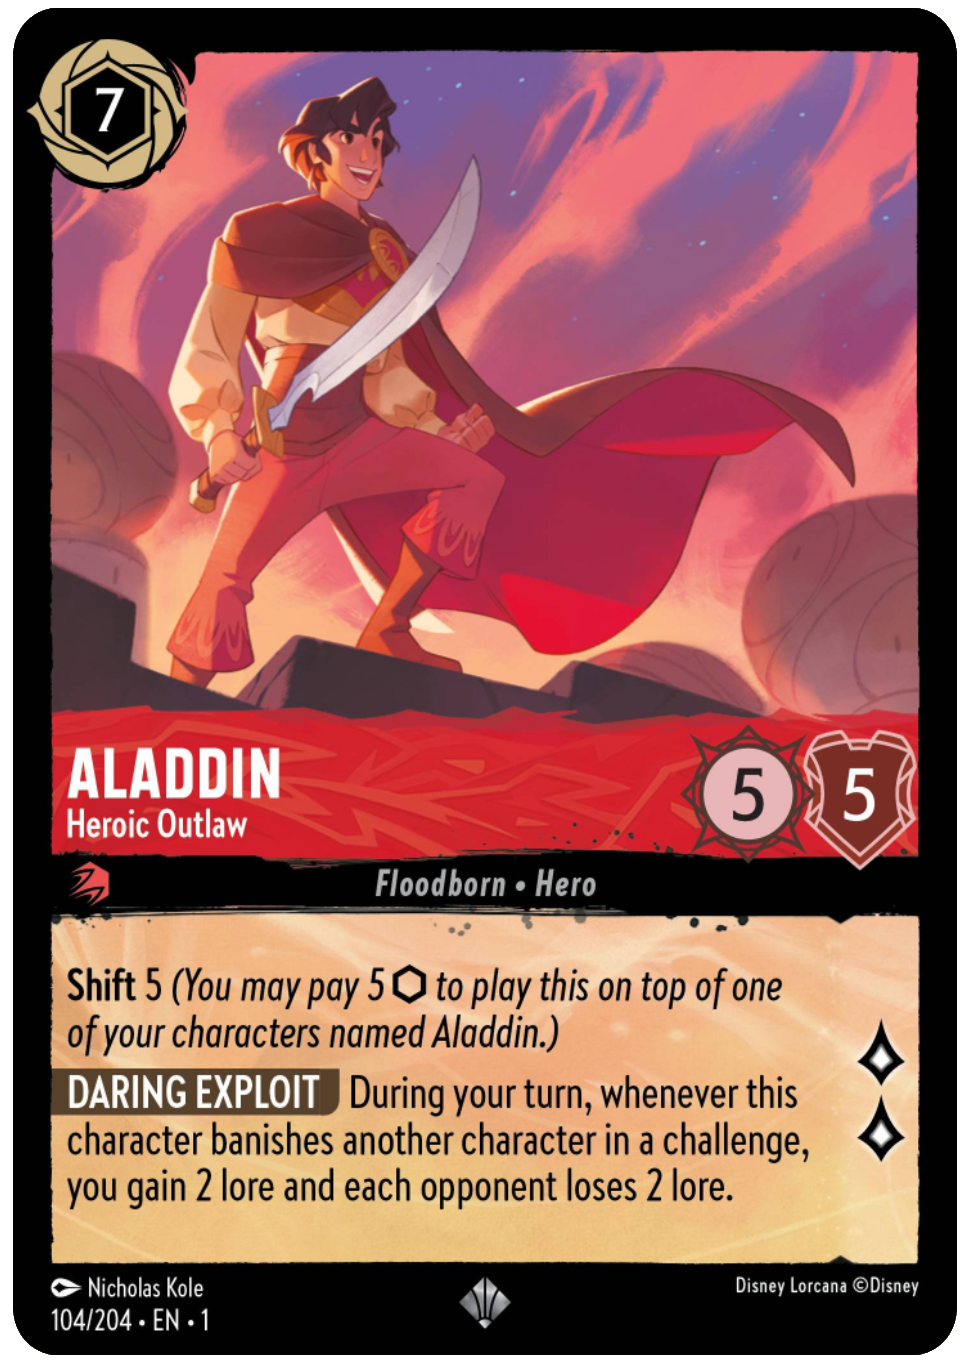 7
ALADDIN
Heroic Outlaw
5
5
Floodborn • Hero
Shift 5 (You may pay 5 ⬡ to play this on top of one
of your characters named Aladdin.)
DARING EXPLOIT During your turn, whenever this
character banishes another character in a challenge,
you gain 2 lore and each opponent loses 2 lore.
Nicholas Kole
104/204 • EN • 1
Disney Lorcana ©Disney